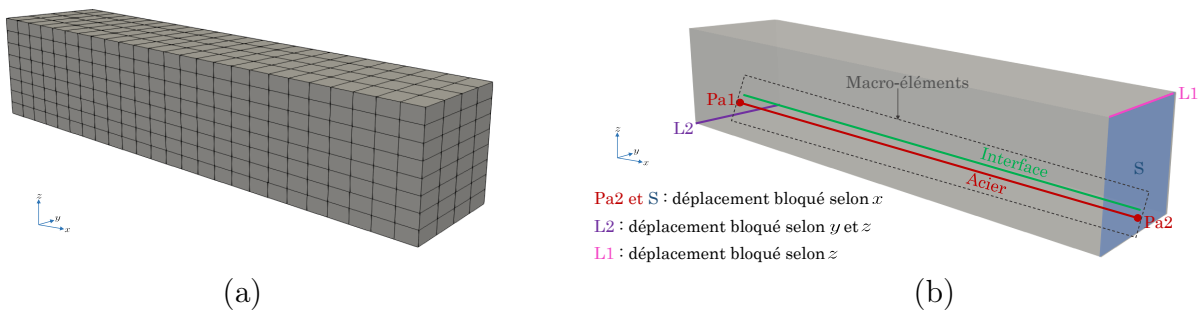 z
y
x
(a)
Macro-éléments
Pa1
L1
L2
z
y
x
Interface
Acier
S
Pa2
Pa2 et S : déplacement bloqué selon x
L2 : déplacement bloqué selon y et z
L1 : déplacement bloqué selon z
(b)